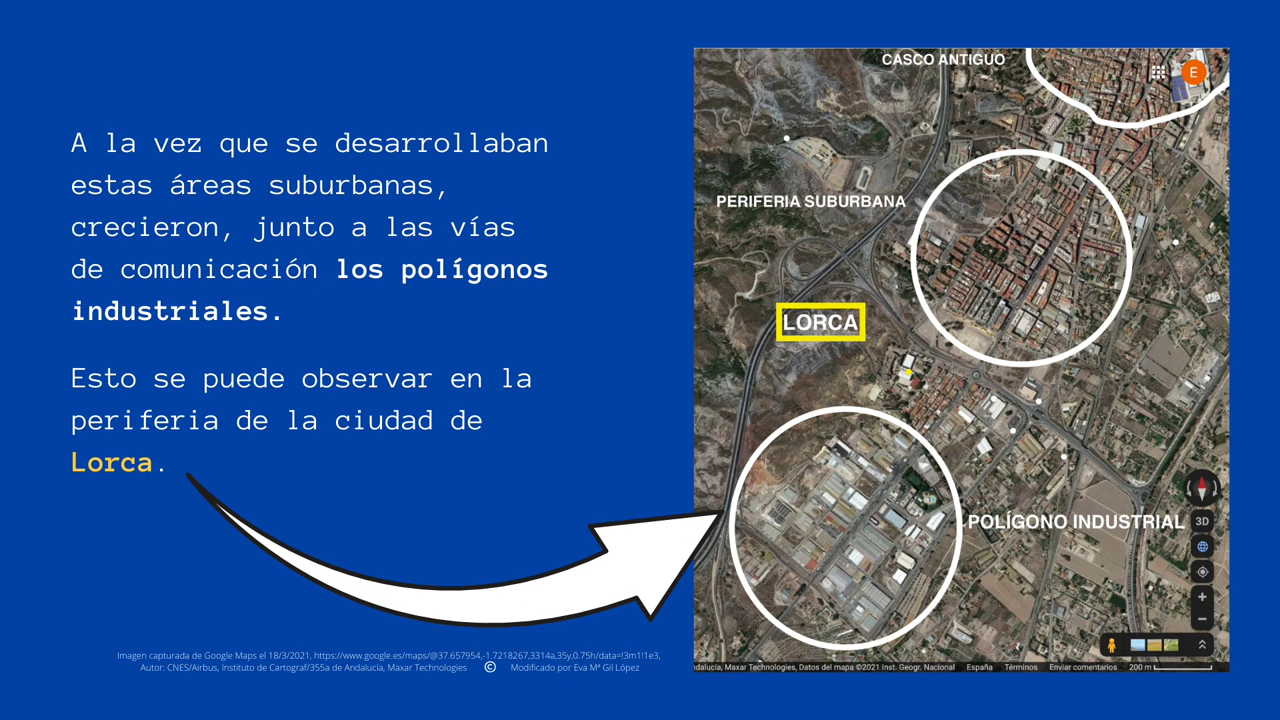 A la vez que se desarrollaban
estas áreas suburbanas,
crecieron, junto a las vías
de comunicación los polígonos
industriales.
Esto se puede observar en la
periferia de la ciudad de
Lorca.
CASCO ANTIGUO
E
PERIFERIA SUBURBANA
LORCA
POLÍGONO INDUSTRIAL
3D
Imagen capturada de Google Maps el 18/3/2021, https://www.google.es/maps/@37.657954,-1.7218267,3314a,35y,0.75h/data=!3m1!1e3,
Autor: CNES/Airbus, Instituto de Cartograf/355a de Andalucía, Maxar Technologies © Modificado por Eva Mª Gil López
ndalucía, Maxar Technologies, Datos del mapa ©2021 Inst. Geogr. Nacional España Términos Enviar comentarios 200 m